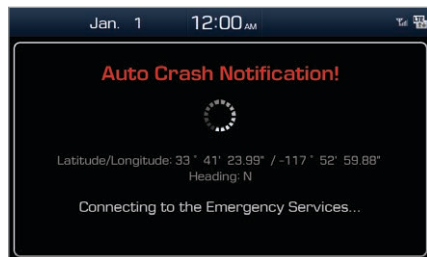 Jan. 1 12:00 AM
Auto Crash Notification!
Latitude/Longitude: 33˚ 41' 23.99" / -117˚ 52' 59.88"
Heading: N
Connecting to the Emergency Services...